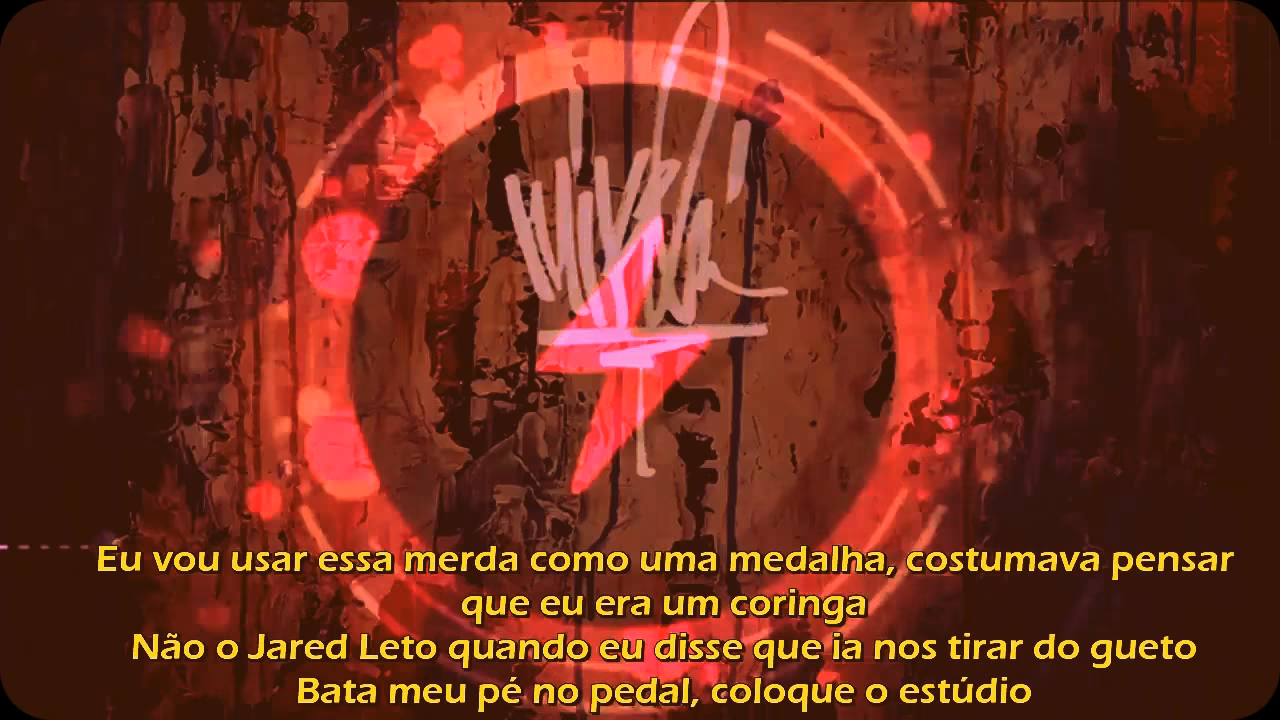 Eu vou usar essa merda como uma medalha, costumava pensar
que eu era um coringa
Não o Jared Leto quando eu disse que ia nos tirar do gueto
Bata meu pé no pedal, coloque o estúdio